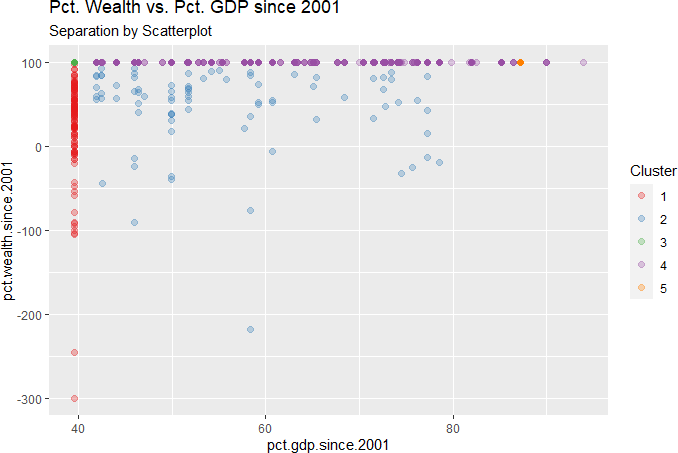 Pct. Wealth vs. Pct. GDP since 2001
Separation by Scatterplot
100
0
-100
-200
-300
pct.wealth.since.2001
40
60
80
pct.gdp.since.2001
Cluster
1
2
3
4
5